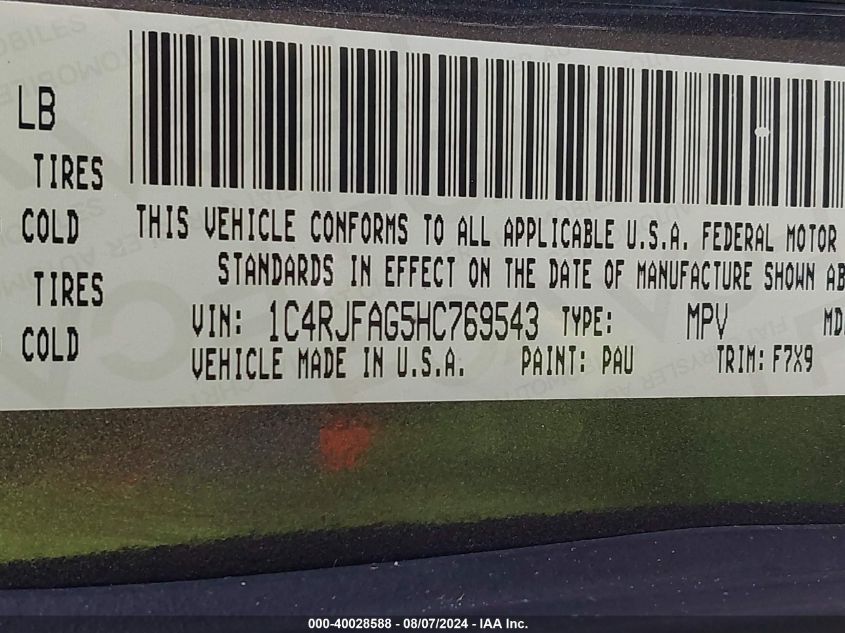 LB
TIRES
COLD
TIRES
COLD
THIS VEHICLE CONFORMS TO ALL APPLICABLE U.S.A. FEDERAL MOTOR
STANDARDS IN EFFECT ON THE DATE OF MANUFACTURE SHOWN AB
VIN: 1C4RJFAG5HC769543 TYPE: MPV MD
VEHICLE MADE IN U.S.A. PAINT: PAU TRIM: F7X9
000-40028588 - 08/07/2024 - IAA Inc.